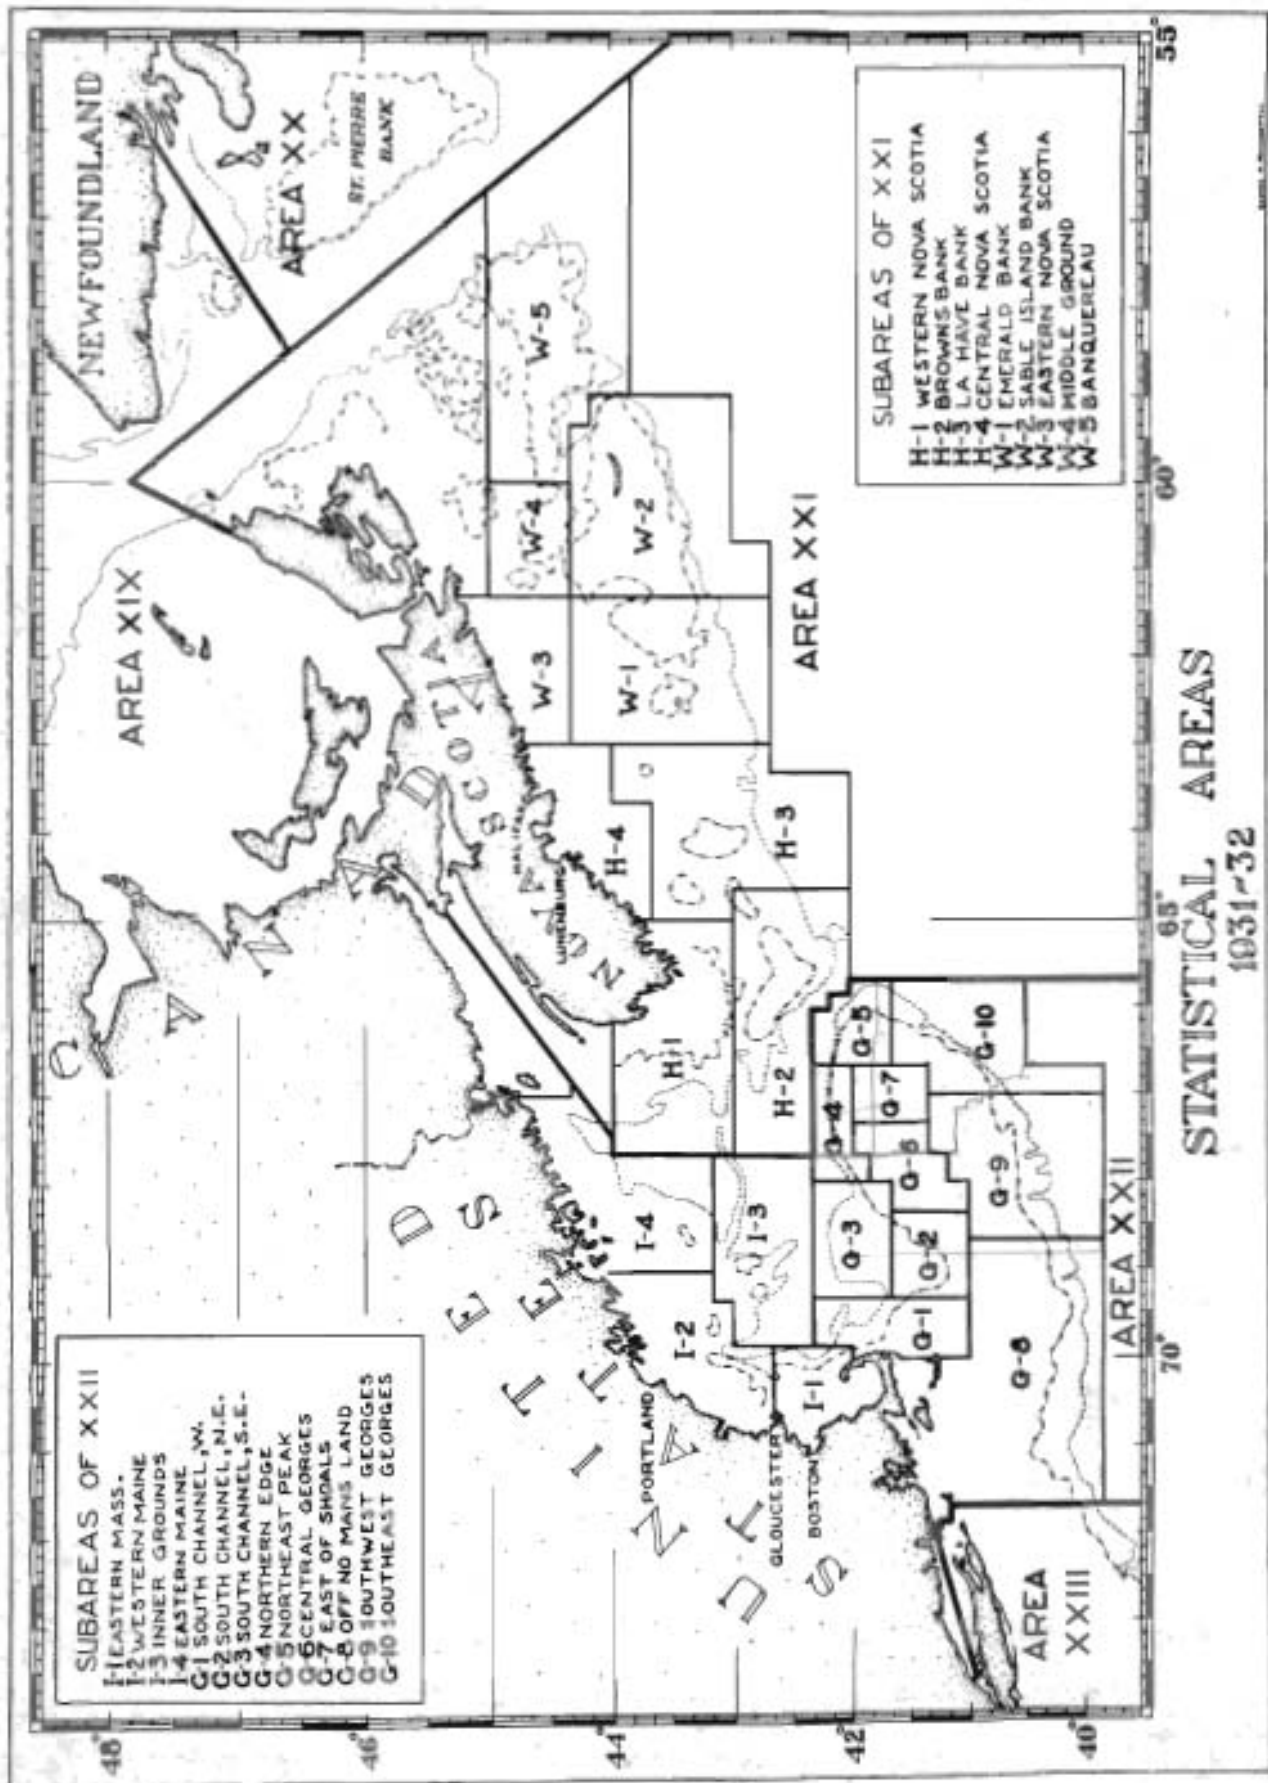 SUBAREAS OF XXII
I-1 EASTERN MASS.
I-2 WESTERN MAINE
I-3 INNER GROUNDS
I-4 EASTERN MAINE
G-1 SOUTH CHANNEL, W.
G-2 SOUTH CHANNEL, N.E.
G-3 SOUTH CHANNEL, S.E.
G-4 NORTHERN EDGE
G-5 NORTHEAST PEAK
G-6 CENTRAL GEORGES
G-7 EAST OF SHOALS
G-8 OFF NO MANS LAND
G-9 SOUTHWEST GEORGES
G-10 SOUTHEAST GEORGES
CANADA
NEWFOUNDLAND
AREA XIX
AREA XX
ST. PIERRE
BANK
NOVA SCOTIA
HALIFAX
LUNENBURG
UNITED STATES
PORTLAND
GLOUCESTER
BOSTON
W-5
W-4
W-3
W-2
W-1
H-4
H-3
H-1
H-2
I-4
I-3
I-2
I-1
G-5
G-4
G-7
G-6
G-3
G-2
G-1
G-10
G-9
G-8
AREA XXI
AREA XXII
AREA
XXIII
SUBAREAS OF XXI
H-1 WESTERN NOVA SCOTIA
H-2 BROWNS BANK
H-3 LA HAVE BANK
H-4 CENTRAL NOVA SCOTIA
W-1 EMERALD BANK
W-2 SABLE ISLAND BANK
W-3 EASTERN NOVA SCOTIA
W-4 MIDDLE GROUND
W-5 BANQUEREAU
48°
46°
44°
42°
40°
70°
65°
60°
55°
STATISTICAL AREAS
1931-32